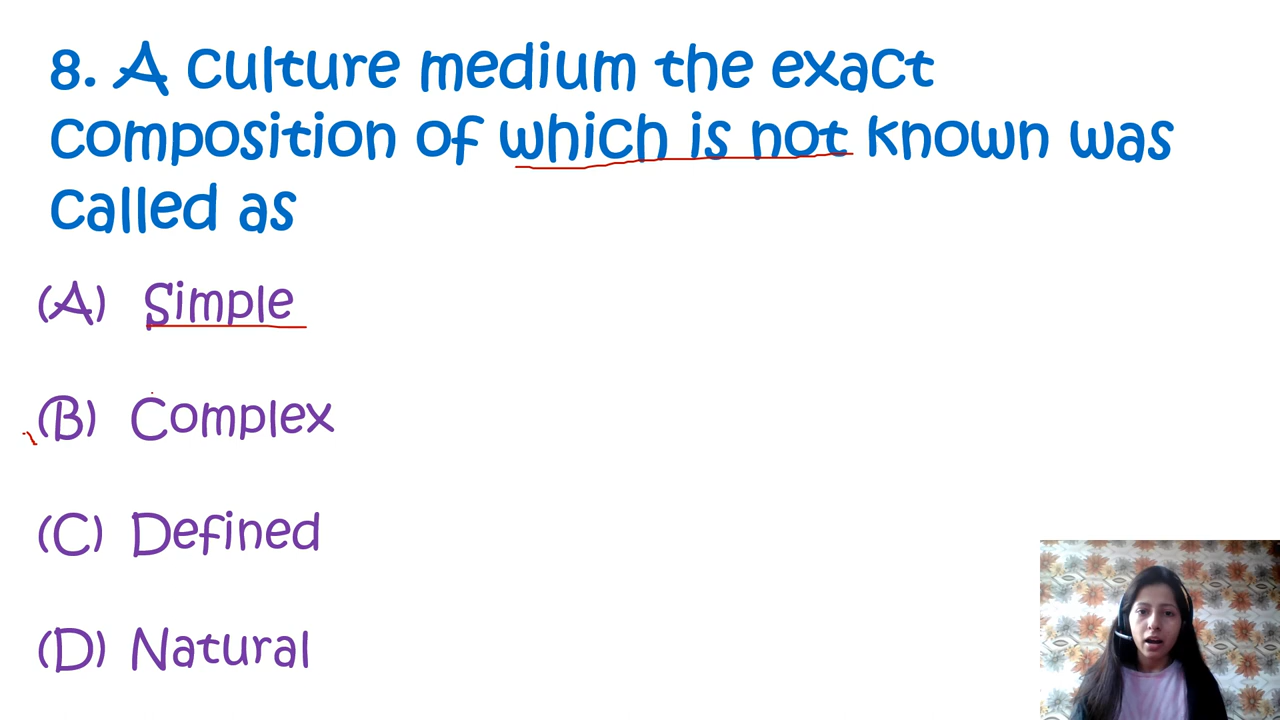 8. A culture medium the exact
composition of which is not known was
called as
(A) Simple
(B) Complex
(C) Defined
(D) Natural